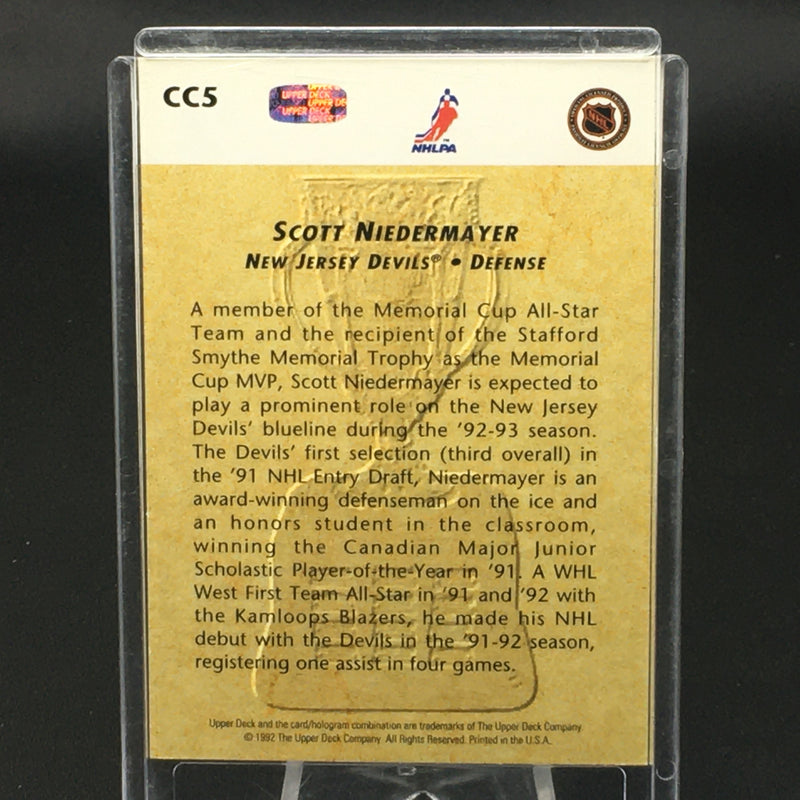 CC5
UPPER DECK
UPPER DECK
UPPER DECK
NHLPA
NHL
SCOTT NIEDERMAYER
NEW JERSEY DEVILS® • DEFENSE
A member of the Memorial Cup All-Star
Team and the recipient of the Stafford
Smythe Memorial Trophy as the Memorial
Cup MVP, Scott Niedermayer is expected to
play a prominent role on the New Jersey
Devils' blueline during the '92-93 season.
The Devils' first selection (third overall) in
the '91 NHL Entry Draft, Niedermayer is an
award-winning defenseman on the ice and
an honors student in the classroom,
winning the Canadian Major Junior
Scholastic Player-of-the-Year in '91. A WHL
West First Team All-Star in '91 and '92 with
the Kamloops Blazers, he made his NHL
debut with the Devils in the '91-92 season,
registering one assist in four games.
Upper Deck and the card/hologram combination are trademarks of The Upper Deck Company.
© 1992 The Upper Deck Company. All Rights Reserved. Printed in the U.S.A.